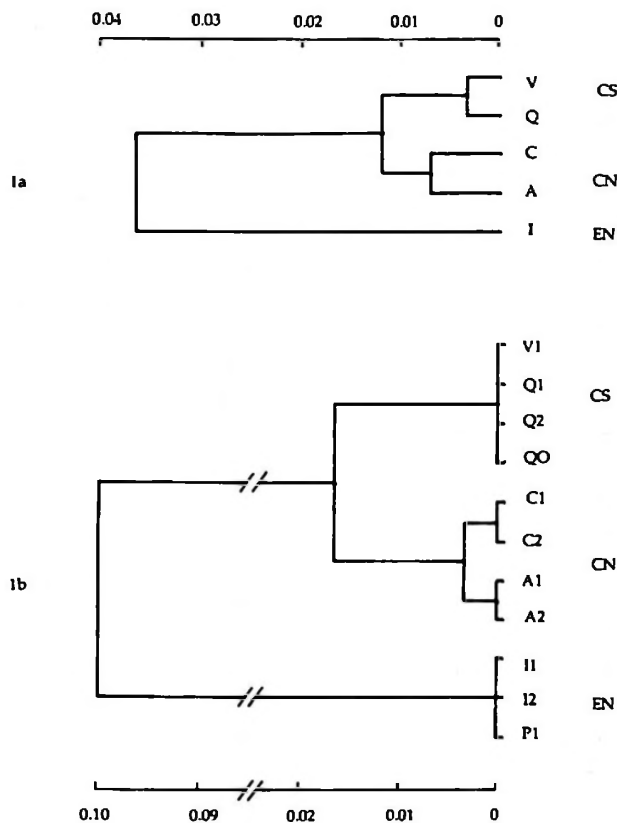 0.04 0.03 0.02 0.01 0
V
CS
Q
C
1a
CN
A
I
EN
V1
Q1
CS
Q2
QO
C1
C2
CN
1b
A1
A2
I1
I2
EN
P1
0.10 0.09 0.02 0.01 0